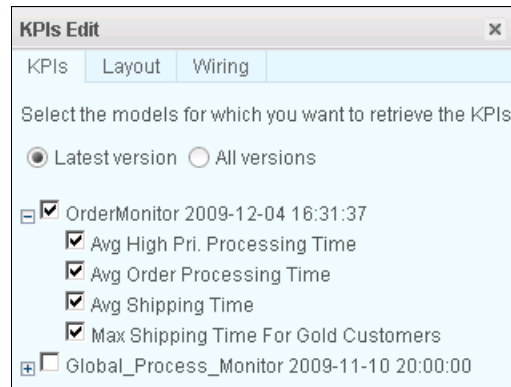 KPIs Edit
KPIs Layout Wiring
Select the models for which you want to retrieve the KPIs
Latest version All versions
OrderMonitor 2009-12-04 16:31:37
Avg High Pri. Processing Time
Avg Order Processing Time
Avg Shipping Time
Max Shipping Time For Gold Customers
Global_Process_Monitor 2009-11-10 20:00:00